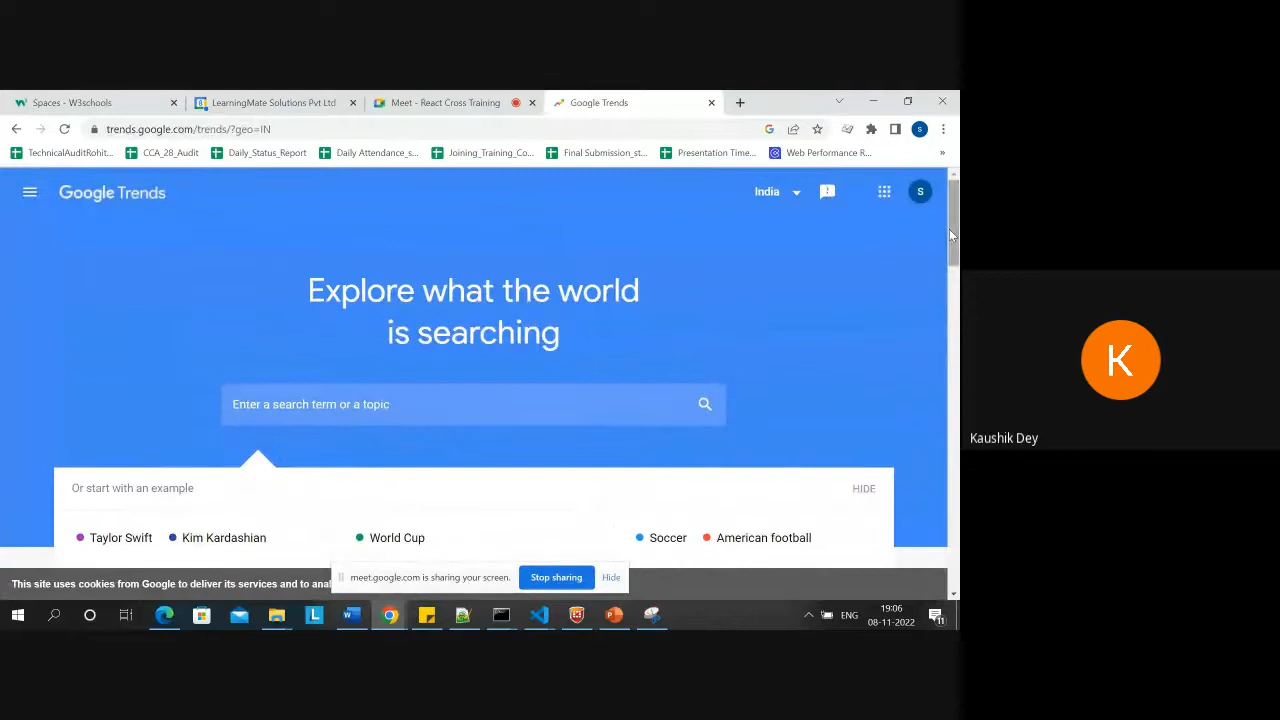 Spaces - W3schools
LearningMate Solutions Pvt Ltd
Meet - React Cross Training
Google Trends
trends.google.com/trends/?geo=IN
S
TechnicalAuditRohit...
CCA_28_Audit
Daily_Status_Report
Daily Attendance_s...
Joining_Training_Co...
Final Submission_st...
Presentation Time...
Web Performance R...
»
Google Trends
India
S
Explore what the world
is searching
Enter a search term or a topic
Or start with an example
HIDE
Taylor Swift
Kim Kardashian
World Cup
Soccer
American football
This site uses cookies from Google to deliver its services and to anal
meet.google.com is sharing your screen.
Stop sharing
Hide
L
ENG
19:06
08-11-2022
11
K
Kaushik Dey